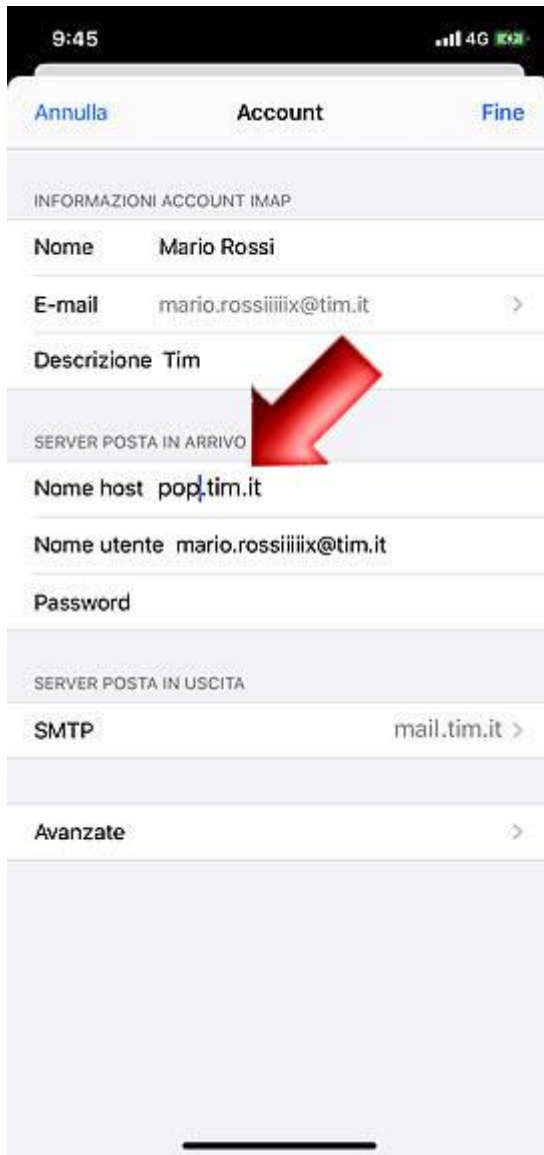 9:45 4G
Annulla Account Fine
INFORMAZIONI ACCOUNT IMAP
Nome Mario Rossi
E-mail mario.rossiiiiix@tim.it
Descrizione Tim
SERVER POSTA IN ARRIVO
Nome host pop.tim.it
Nome utente mario.rossiiiiix@tim.it
Password
SERVER POSTA IN USCITA
SMTP mail.tim.it
Avanzate